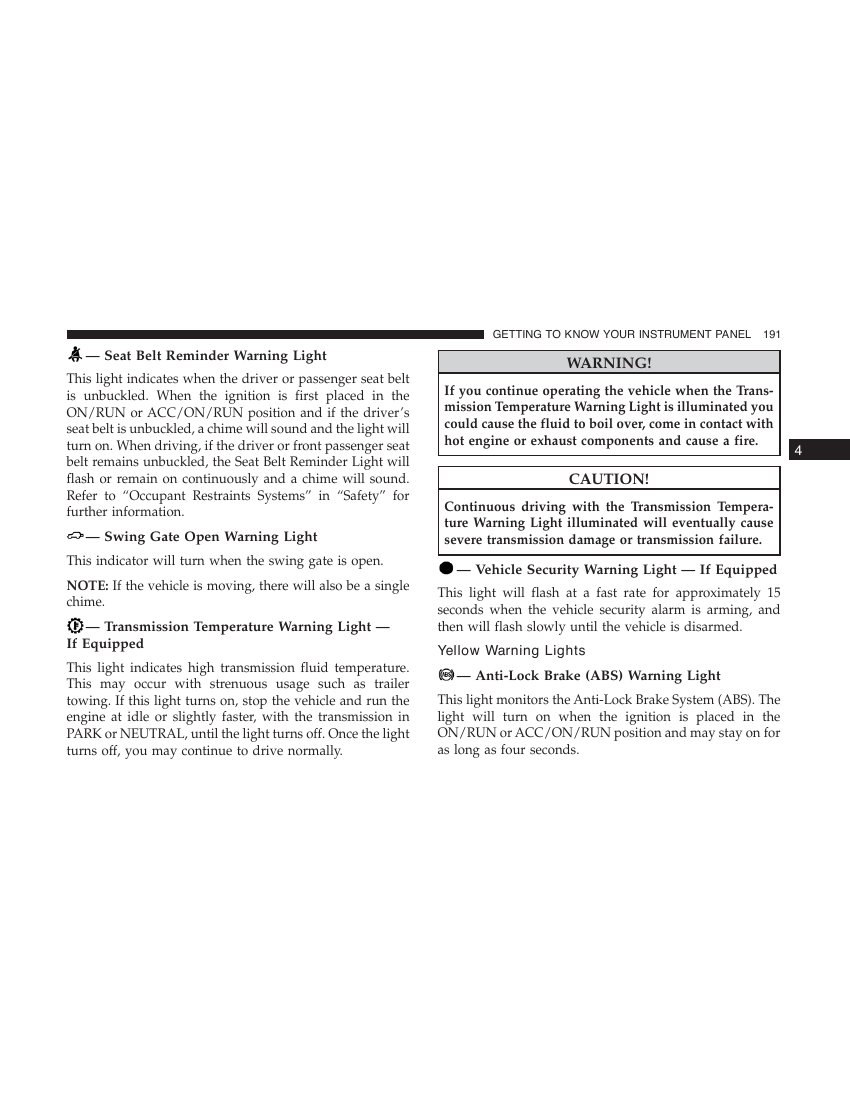 GETTING TO KNOW YOUR INSTRUMENT PANEL 191
— Seat Belt Reminder Warning Light
This light indicates when the driver or passenger seat belt
is unbuckled. When the ignition is first placed in the
ON/RUN or ACC/ON/RUN position and if the driver’s
seat belt is unbuckled, a chime will sound and the light will
turn on. When driving, if the driver or front passenger seat
belt remains unbuckled, the Seat Belt Reminder Light will
flash or remain on continuously and a chime will sound.
Refer to “Occupant Restraints Systems” in “Safety” for
further information.
— Swing Gate Open Warning Light
This indicator will turn when the swing gate is open.
NOTE: If the vehicle is moving, there will also be a single
chime.
— Transmission Temperature Warning Light —
If Equipped
This light indicates high transmission fluid temperature.
This may occur with strenuous usage such as trailer
towing. If this light turns on, stop the vehicle and run the
engine at idle or slightly faster, with the transmission in
PARK or NEUTRAL, until the light turns off. Once the light
turns off, you may continue to drive normally.
WARNING!
If you continue operating the vehicle when the Trans-
mission Temperature Warning Light is illuminated you
could cause the fluid to boil over, come in contact with
hot engine or exhaust components and cause a fire.
CAUTION!
Continuous driving with the Transmission Tempera-
ture Warning Light illuminated will eventually cause
severe transmission damage or transmission failure.
— Vehicle Security Warning Light — If Equipped
This light will flash at a fast rate for approximately 15
seconds when the vehicle security alarm is arming, and
then will flash slowly until the vehicle is disarmed.
Yellow Warning Lights
— Anti-Lock Brake (ABS) Warning Light
This light monitors the Anti-Lock Brake System (ABS). The
light will turn on when the ignition is placed in the
ON/RUN or ACC/ON/RUN position and may stay on for
as long as four seconds.
4